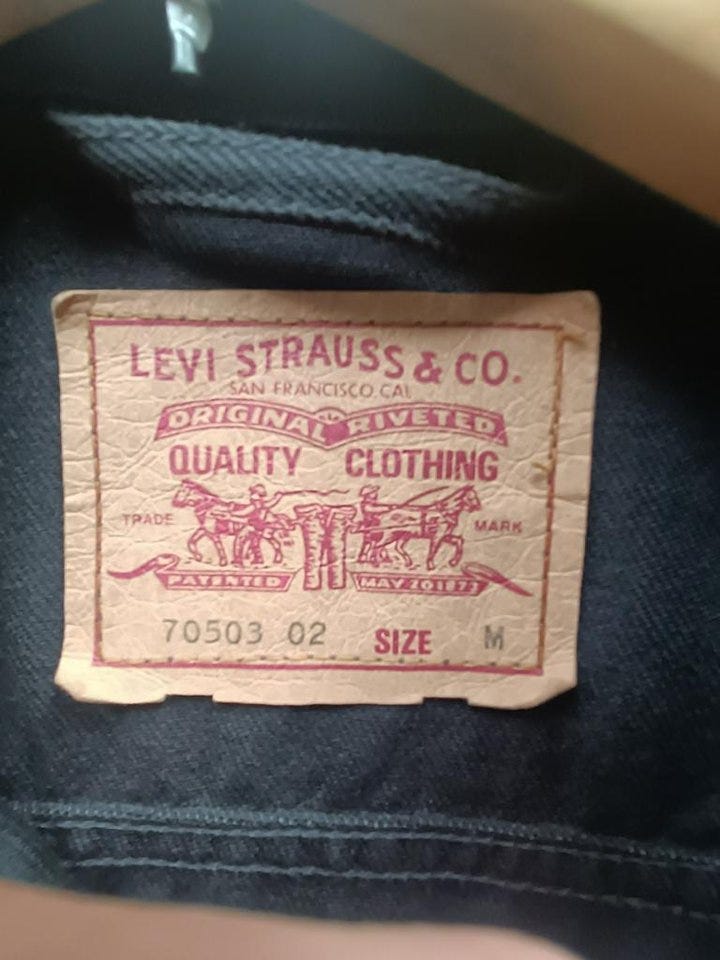 LEVI STRAUSS & CO.
SAN FRANCISCO, CAL
ORIGINAL RIVETED
QUALITY CLOTHING
TRADE MARK
PATENTED MAY 20 1873
70503 02 SIZE M